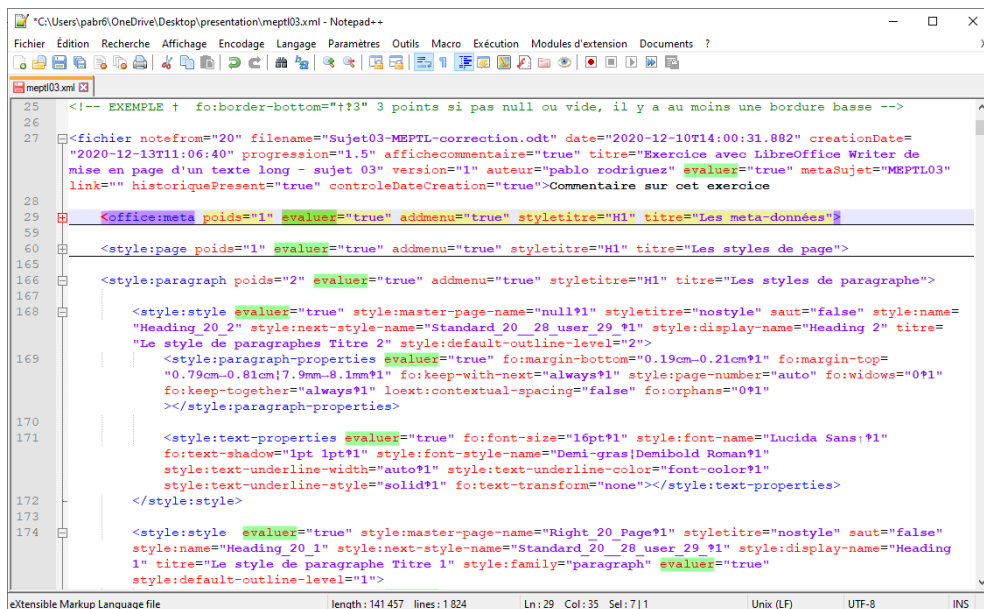 *C:\Users\pabr6\OneDrive\Desktop\presentation\meptl03.xml - Notepad++
Fichier Édition Recherche Affichage Encodage Langage Paramètres Outils Macro Exécution Modules d'extension Documents ? X
meptl03.xml
25 <!-- EXEMPLE † fo:border-bottom="†‽3" 3 points si pas null ou vide, il y a au moins une bordure basse -->
26
27 <fichier notefrom="20" filename="Sujet03-MEPTL-correction.odt" date="2020-12-10T14:00:31.882" creationDate=
"2020-12-13T11:06:40" progression="1.5" affichecommentaire="true" titre="Exercice avec LibreOffice Writer de
mise en page d'un texte long - sujet 03" version="1" auteur="pablo rodriguez" evaluer="true" metaSujet="MEPTL03"
link="" historiquePresent="true" controleDateCreation="true">Commentaire sur cet exercice
28
29 <office:meta poids="1" evaluer="true" addmenu="true" styletitre="H1" titre="Les meta-données">
59
60 <style:page poids="1" evaluer="true" addmenu="true" styletitre="H1" titre="Les styles de page">
165
166 <style:paragraph poids="2" evaluer="true" addmenu="true" styletitre="H1" titre="Les styles de paragraphe">
167
168 <style:style evaluer="true" style:master-page-name="null‽1" styletitre="nostyle" saut="false" style:name=
"Heading_20_2" style:next-style-name="Standard_20__28_user_29_‽1" style:display-name="Heading 2" titre=
"Le style de paragraphes Titre 2" style:default-outline-level="2">
169 <style:paragraph-properties evaluer="true" fo:margin-bottom="0.19cm→0.21cm‽1" fo:margin-top=
"0.79cm→0.81cm¦7.9mm→8.1mm‽1" fo:keep-with-next="always‽1" style:page-number="auto" fo:widows="0‽1"
fo:keep-together="always‽1" loext:contextual-spacing="false" fo:orphans="0‽1"
></style:paragraph-properties>
170
171 <style:text-properties evaluer="true" fo:font-size="16pt‽1" style:font-name="Lucida Sans↑‽1"
fo:text-shadow="1pt 1pt‽1" style:font-style-name="Demi-gras¦Demibold Roman‽1"
style:text-underline-width="auto‽1" style:text-underline-color="font-color‽1"
style:text-underline-style="solid‽1" fo:text-transform="none"></style:text-properties>
172 </style:style>
173
174 <style:style evaluer="true" style:master-page-name="Right_20_Page‽1" styletitre="nostyle" saut="false"
style:name="Heading_20_1" style:next-style-name="Standard_20__28_user_29_‽1" style:display-name="Heading
1" titre="Le style de paragraphe Titre 1" style:family="paragraph" evaluer="true"
style:default-outline-level="1">
eXtensible Markup Language file length : 141 457 lines : 1 824 Ln : 29 Col : 35 Sel : 7 | 1 Unix (LF) UTF-8 INS